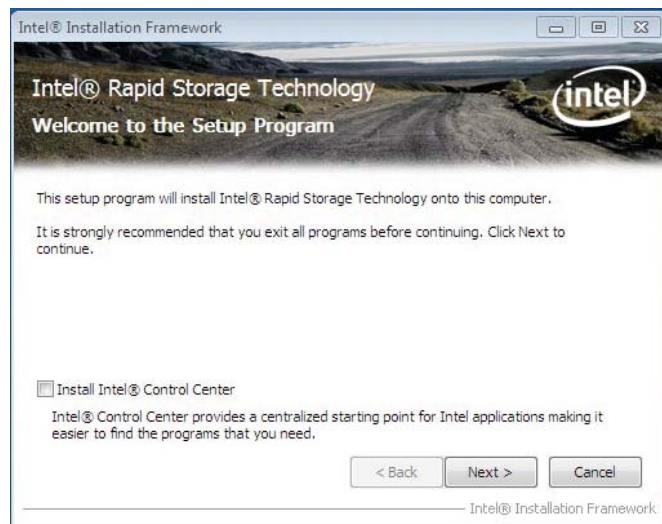 Intel® Installation Framework
Intel® Rapid Storage Technology
Welcome to the Setup Program
intel
This setup program will install Intel® Rapid Storage Technology onto this computer.
It is strongly recommended that you exit all programs before continuing. Click Next to
continue.
Install Intel® Control Center
Intel® Control Center provides a centralized starting point for Intel applications making it
easier to find the programs that you need.
< Back Next > Cancel
Intel® Installation Framework